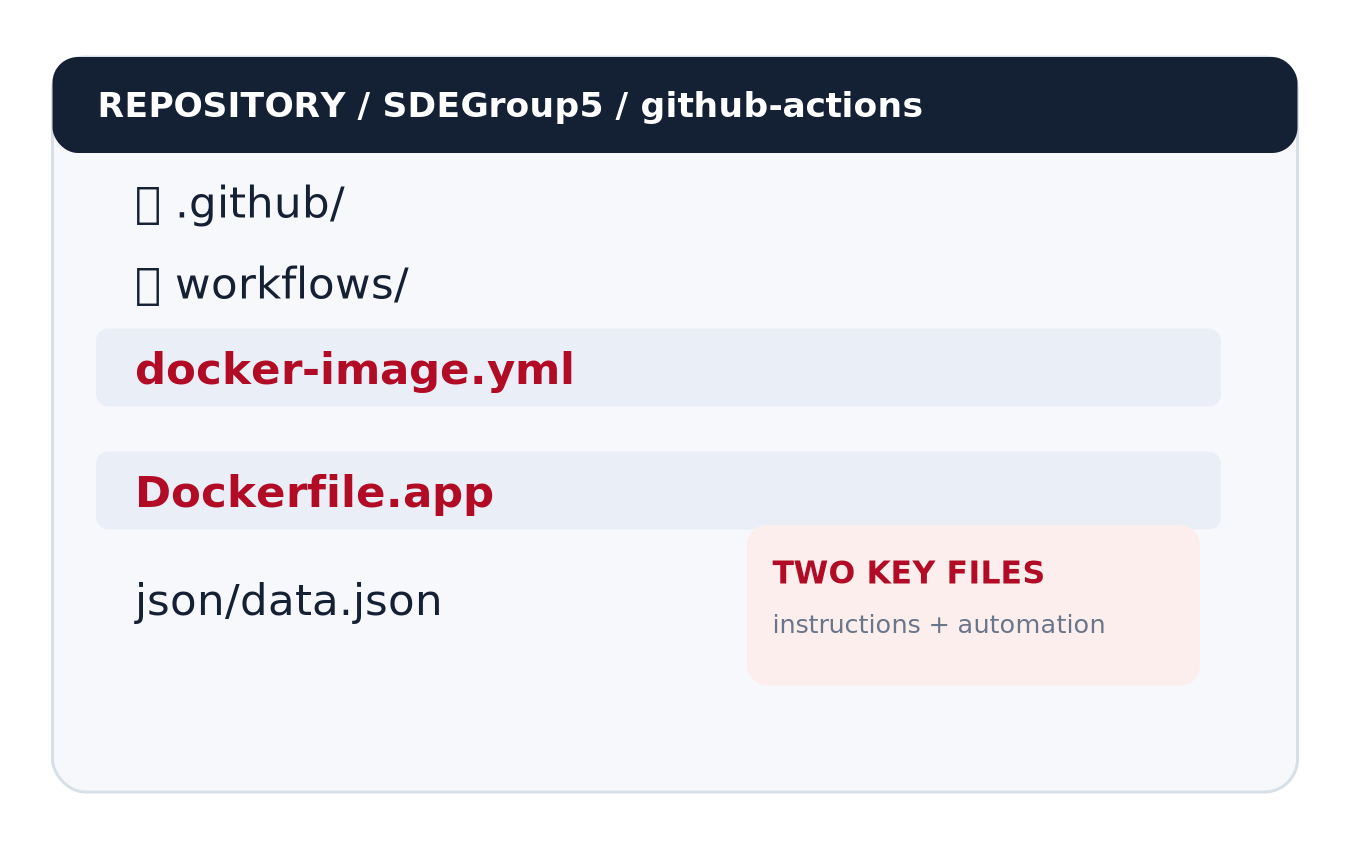 REPOSITORY / SDEGroup5 / github-actions
.github/
workflows/
docker-image.yml
Dockerfile.app
json/data.json
TWO KEY FILES
instructions + automation